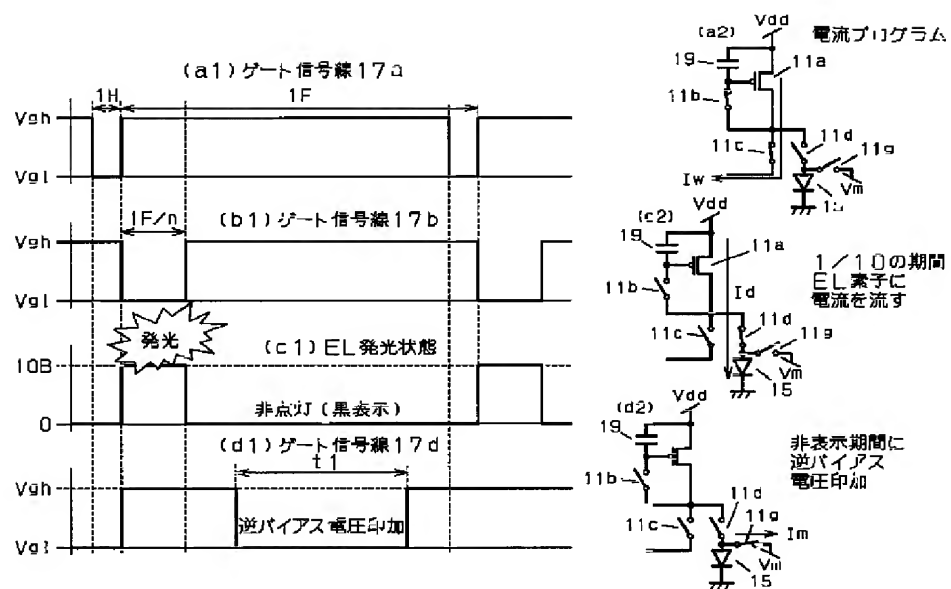 (a1)ゲート信号線17a
1H
1F
Vgh
Vgl
(b1)ゲート信号線17b
1F/n
Vgh
Vgl
発光
(c1)EL発光状態
10B
0
非点灯(黒表示)
(d1)ゲート信号線17d
t1
Vgh
Vgl
逆バイアス電圧印加
電流プログラム
(a2)
Vdd
19
11a
11b
11c
11d
11g
Iw
Vm
15
(c2)
Vdd
19
11a
11b
Id
11c
11d
11g
Vm
15
1/10の期間
EL素子に
電流を流す
(d2)
Vdd
19
11b
11c
11d
11g
Im
Vm
15
非表示期間に
逆バイアス
電圧印加